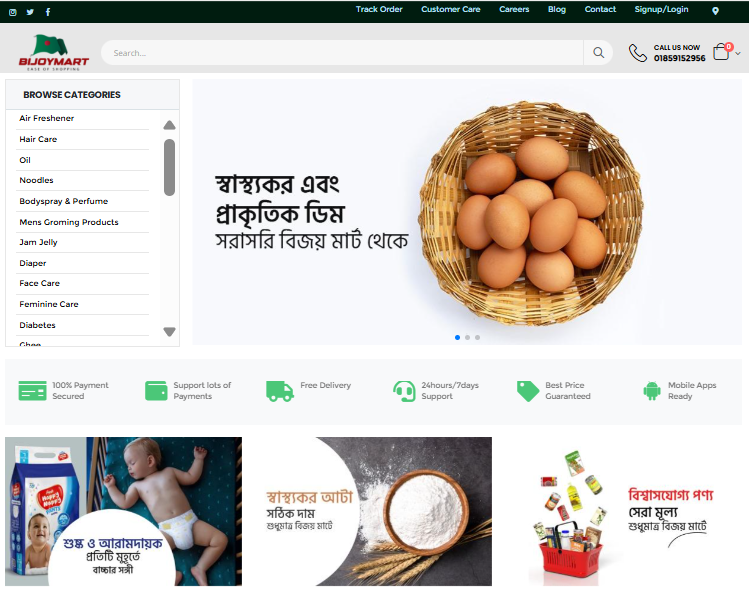 Track Order Customer Care Careers Blog Contact Signup/Login
BIJOYMART
EASE OF SHOPPING
Search...
CALL US NOW
01859152956
0
BROWSE CATEGORIES
Air Freshener
Hair Care
Oil
Noodles
Bodyspray & Perfume
Mens Groming Products
Jam Jelly
Diaper
Face Care
Feminine Care
Diabetes
Ghee
স্বাস্থ্যকর এবং
প্রাকৃতিক ডিম
সরাসরি বিজয় মার্ট থেকে
100% Payment
Secured
Support lots of
Payments
Free Delivery
24hours/7days
Support
Best Price
Guaranteed
Mobile Apps
Ready
শুষ্ক ও আরামদায়ক
প্রতিটি মুহূর্তে
বাচ্চার সঙ্গী
স্বাস্থ্যকর আটা
সঠিক দাম
শুধুমাত্র বিজয় মার্টে
বিশ্বাসযোগ্য পণ্য
সেরা মূল্য
শুধুমাত্র বিজয় মার্টে